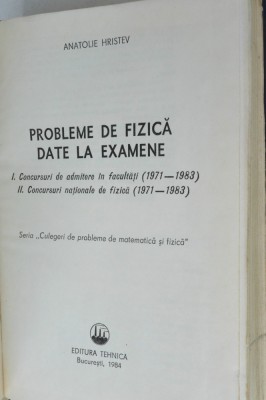 ANATOLIE HRISTEV
PROBLEME DE FIZICĂ
DATE LA EXAMENE
I. Concursuri de admitere în facultăți (1971—1983)
II. Concursuri naționale de fizică (1971—1983)
Seria „Culegeri de probleme de matematică și fizică”
EDITURA TEHNICA
București, 1984